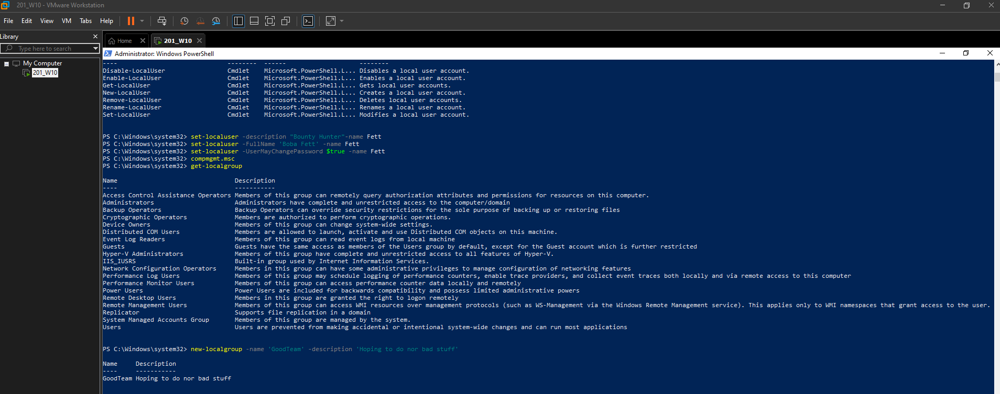 201_W10 - VMware Workstation
File Edit View VM Tabs Help
Library
Type here to search
My Computer
201_W10
Home
201_W10
Administrator: Windows PowerShell
---- -------- ------ --------
Disable-LocalUser Cmdlet Microsoft.PowerShell.L... Disables a local user account.
Enable-LocalUser Cmdlet Microsoft.PowerShell.L... Enables a local user account.
Get-LocalUser Cmdlet Microsoft.PowerShell.L... Gets local user accounts.
New-LocalUser Cmdlet Microsoft.PowerShell.L... Creates a local user account.
Remove-LocalUser Cmdlet Microsoft.PowerShell.L... Deletes local user accounts.
Rename-LocalUser Cmdlet Microsoft.PowerShell.L... Renames a local user account.
Set-LocalUser Cmdlet Microsoft.PowerShell.L... Modifies a local user account.
PS C:\Windows\system32> set-localuser -description "Bounty Hunter"-name Fett
PS C:\Windows\system32> set-localuser -FullName 'Boba Fett' -name Fett
PS C:\Windows\system32> set-localuser -UserMayChangePassword $true -name Fett
PS C:\Windows\system32> compmgmt.msc
PS C:\Windows\system32> get-localgroup
Name Description
---- -----------
Access Control Assistance Operators Members of this group can remotely query authorization attributes and permissions for resources on this computer.
Administrators Administrators have complete and unrestricted access to the computer/domain
Backup Operators Backup Operators can override security restrictions for the sole purpose of backing up or restoring files
Cryptographic Operators Members are authorized to perform cryptographic operations.
Device Owners Members of this group can change system-wide settings.
Distributed COM Users Members are allowed to launch, activate and use Distributed COM objects on this machine.
Event Log Readers Members of this group can read event logs from local machine
Guests Guests have the same access as members of the Users group by default, except for the Guest account which is further restricted
Hyper-V Administrators Members of this group have complete and unrestricted access to all features of Hyper-V.
IIS_IUSRS Built-in group used by Internet Information Services.
Network Configuration Operators Members in this group can have some administrative privileges to manage configuration of networking features
Performance Log Users Members of this group may schedule logging of performance counters, enable trace providers, and collect event traces both locally and via remote access to this computer
Performance Monitor Users Members of this group can access performance counter data locally and remotely
Power Users Power Users are included for backwards compatibility and possess limited administrative powers
Remote Desktop Users Members in this group are granted the right to logon remotely
Remote Management Users Members of this group can access WMI resources over management protocols (such as WS-Management via the Windows Remote Management service). This applies only to WMI namespaces that grant access to the user.
Replicator Supports file replication in a domain
System Managed Accounts Group Members of this group are managed by the system.
Users Users are prevented from making accidental or intentional system-wide changes and can run most applications
PS C:\Windows\system32> new-localgroup -name 'GoodTeam' -description 'Hoping to do nor bad stuff'
Name Description
---- -----------
GoodTeam Hoping to do nor bad stuff